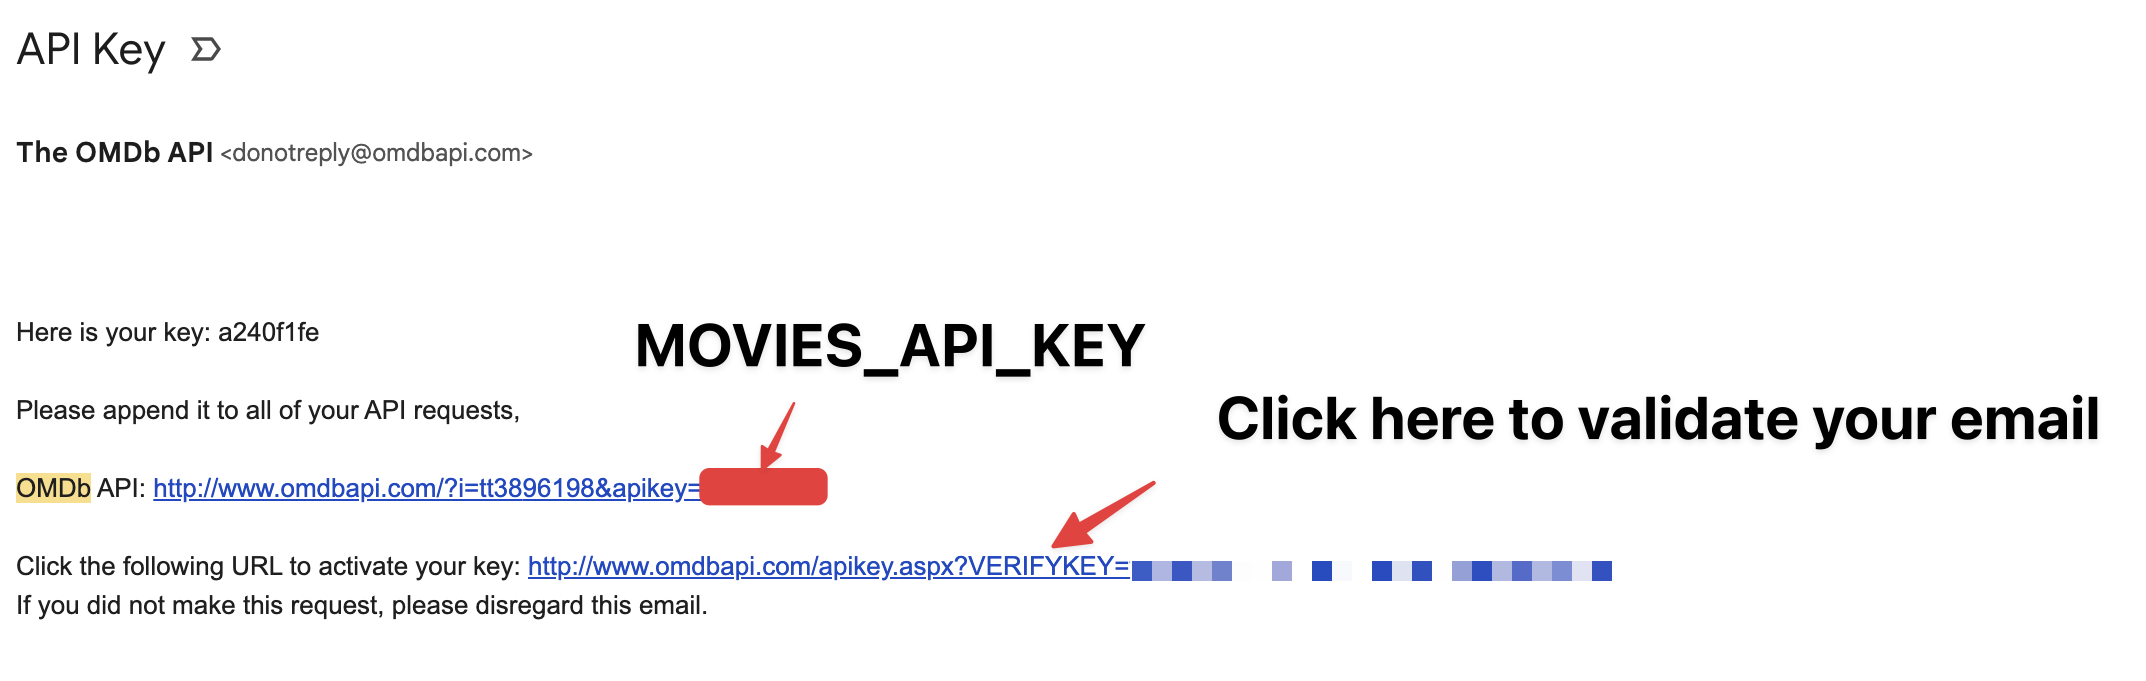 API Key
The OMDb API <donotreply@omdbapi.com>
Here is your key: a240f1fe
MOVIES_API_KEY
Please append it to all of your API requests,
Click here to validate your email
OMDb API: http://www.omdbapi.com/?i=tt3896198&apikey=
Click the following URL to activate your key: http://www.omdbapi.com/apikey.aspx?VERIFYKEY=
If you did not make this request, please disregard this email.